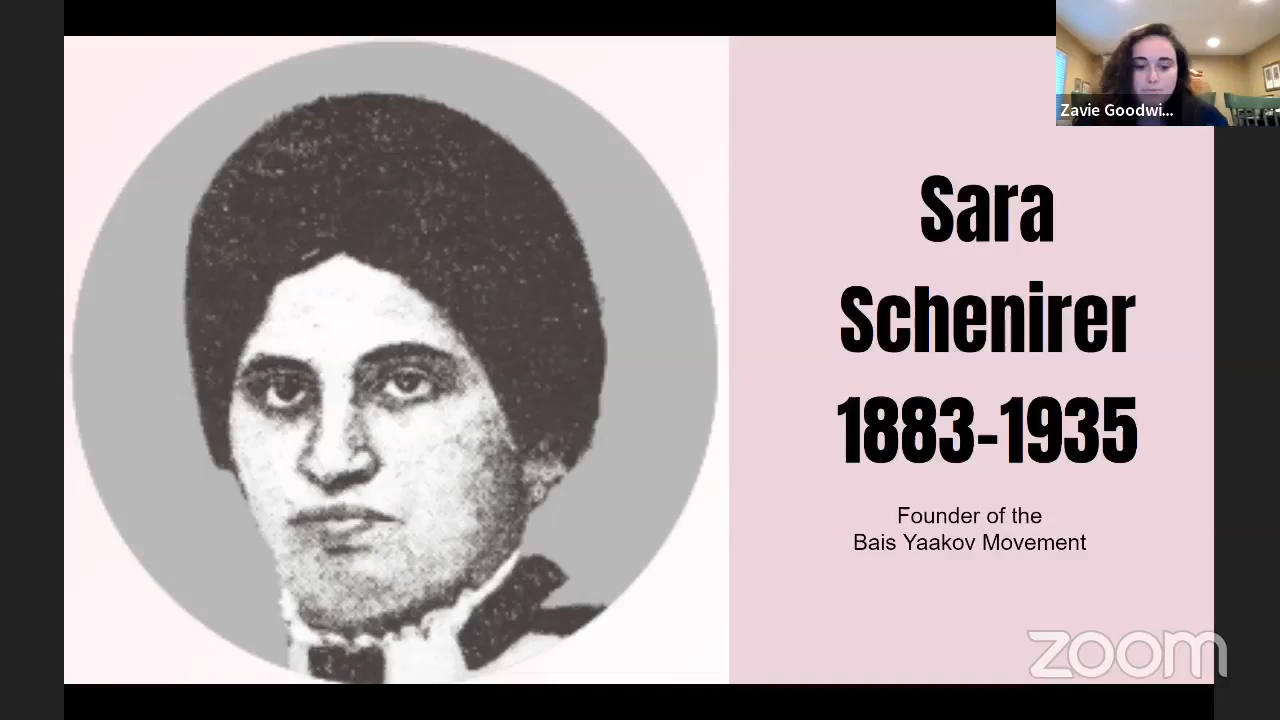 Zavie Goodwi...
Sara
Schenirer
1883-1935
Founder of the
Bais Yaakov Movement
zoom